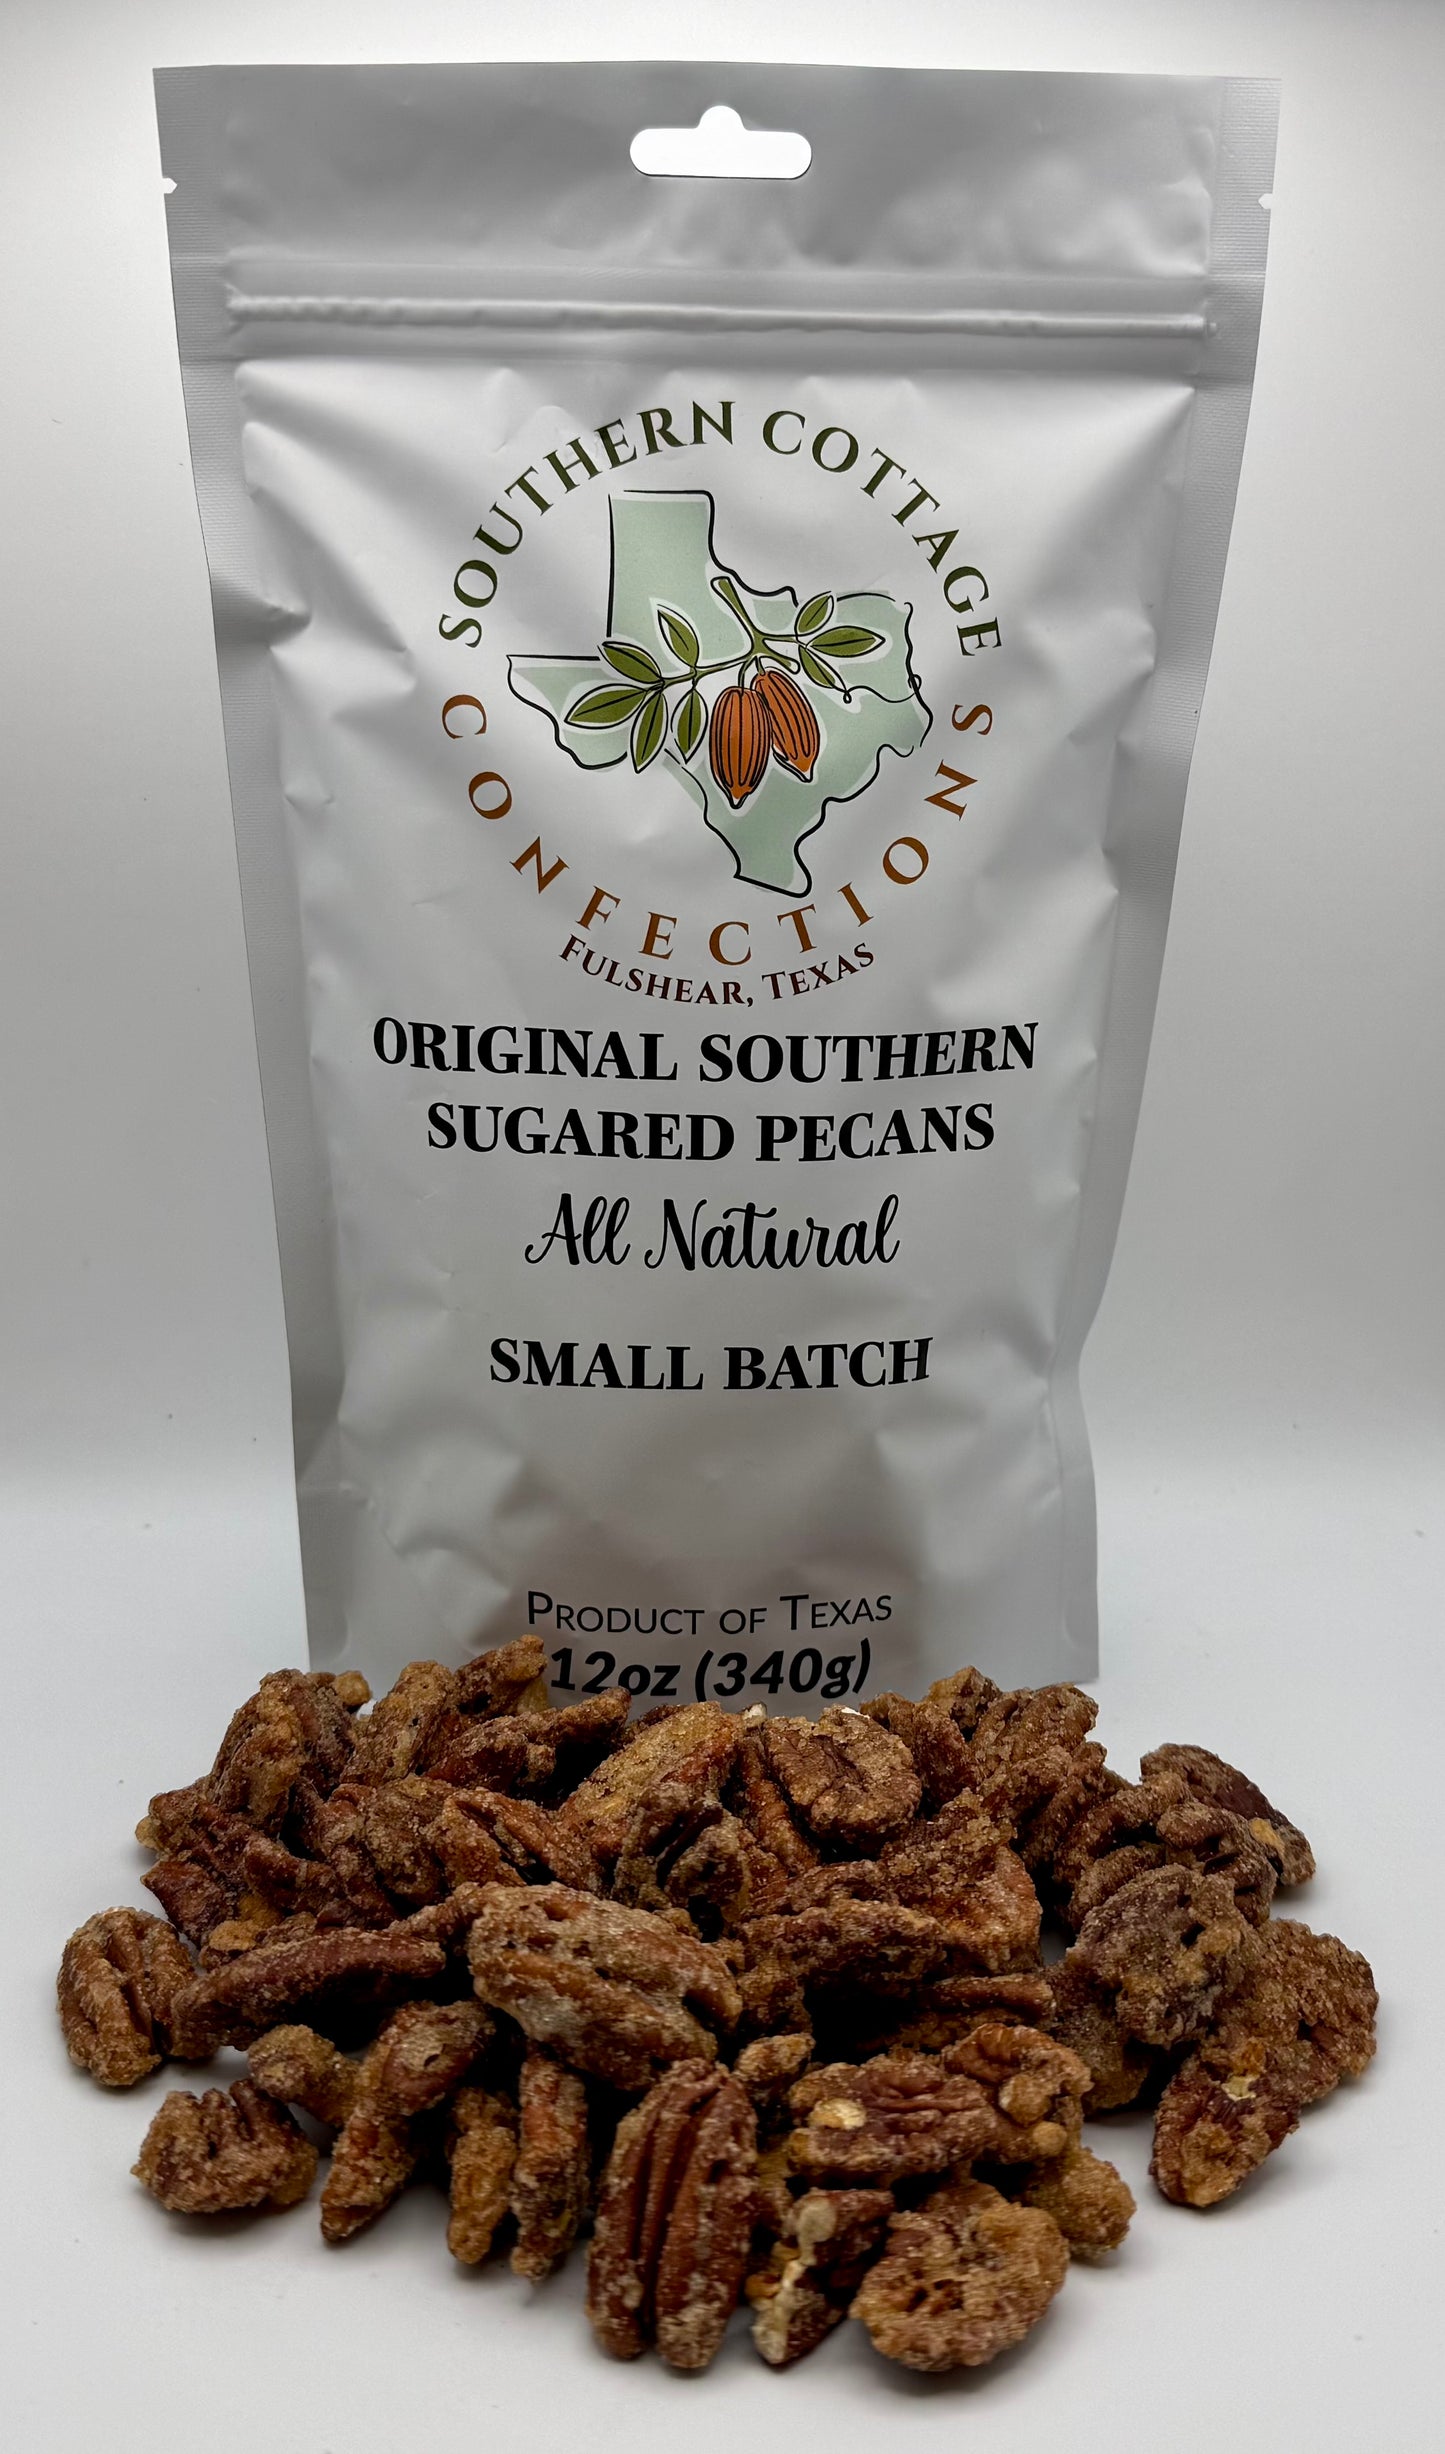 SOUTHERN COTTAGE
CONFECTIONS
FULSHEAR, TEXAS
ORIGINAL SOUTHERN
SUGARED PECANS
All Natural
SMALL BATCH
PRODUCT OF TEXAS
12oz (340g)